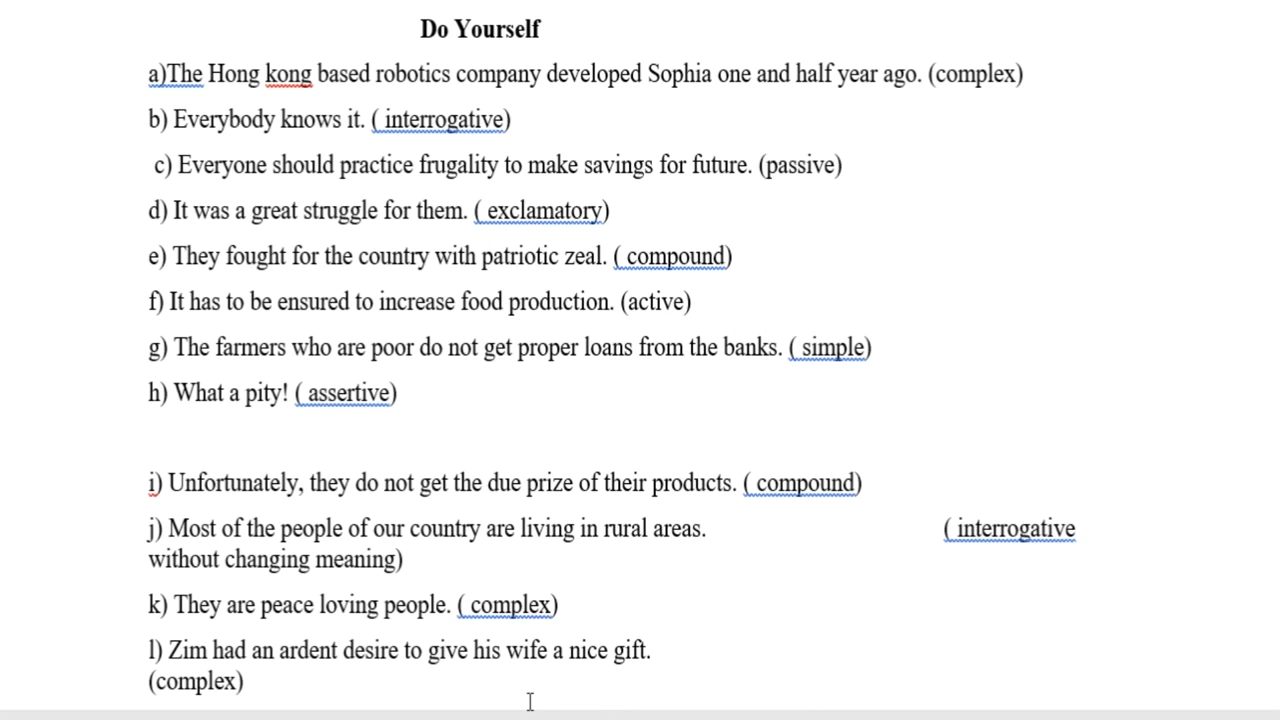 Do Yourself
a)The Hong kong based robotics company developed Sophia one and half year ago. (complex)
b) Everybody knows it. ( interrogative)
c) Everyone should practice frugality to make savings for future. (passive)
d) It was a great struggle for them. ( exclamatory)
e) They fought for the country with patriotic zeal. ( compound)
f) It has to be ensured to increase food production. (active)
g) The farmers who are poor do not get proper loans from the banks. ( simple)
h) What a pity! ( assertive)
i) Unfortunately, they do not get the due prize of their products. ( compound)
j) Most of the people of our country are living in rural areas. ( interrogative
without changing meaning)
k) They are peace loving people. ( complex)
l) Zim had an ardent desire to give his wife a nice gift.
(complex)